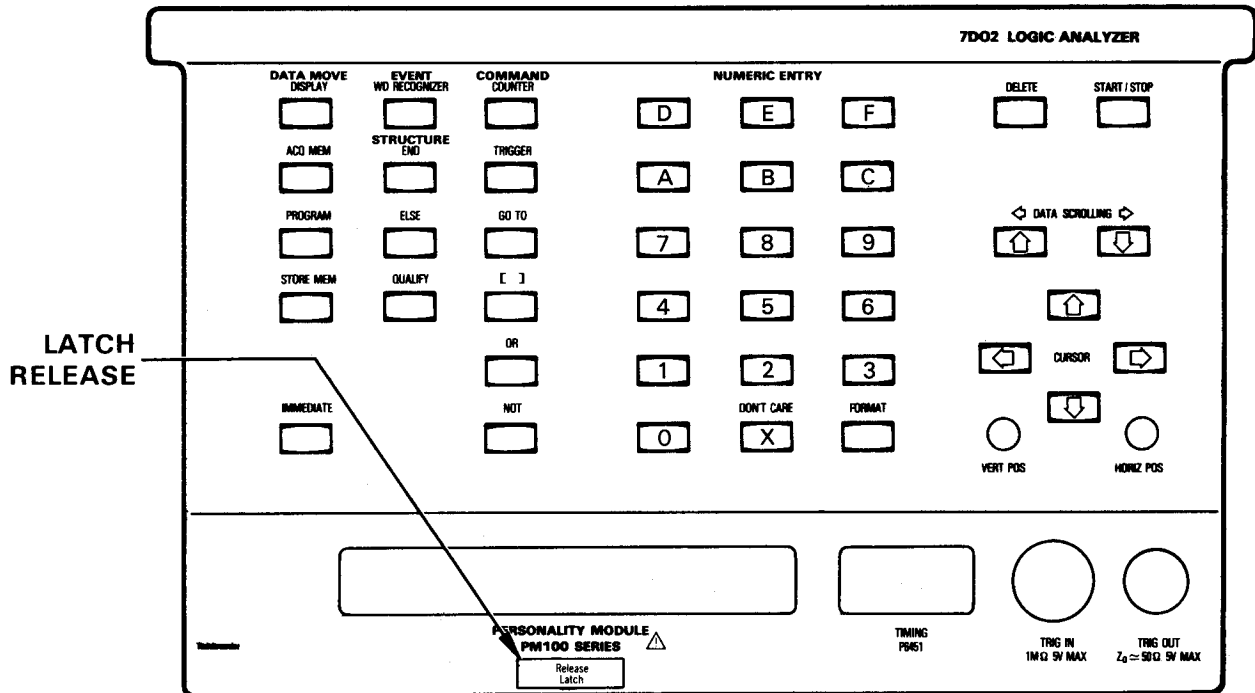 7D02 LOGIC ANALYZER
DATA MOVE EVENT COMMAND NUMERIC ENTRY
DISPLAY WD RECOGNIZER COUNTER DELETE START / STOP
D E F
STRUCTURE
ACQ MEM END TRIGGER
A B C
PROGRAM ELSE GO TO ⇦ DATA SCROLLING ⇨
7 8 9 ⇧ ⇩
STORE MEM QUALIFY [ ]
4 5 6 ⇧
LATCH
RELEASE
OR
1 2 3 ⇦ CURSOR ⇨
IMMEDIATE NOT DON'T CARE FORMAT ⇩
0 X
VERT POS HORIZ POS
PERSONALITY MODULE
PM100 SERIES
TIMING
P6451
TRIG IN
1MΩ 5V MAX
TRIG OUT
Z₀ ≃ 50Ω 5V MAX
Tektronix
Release
Latch